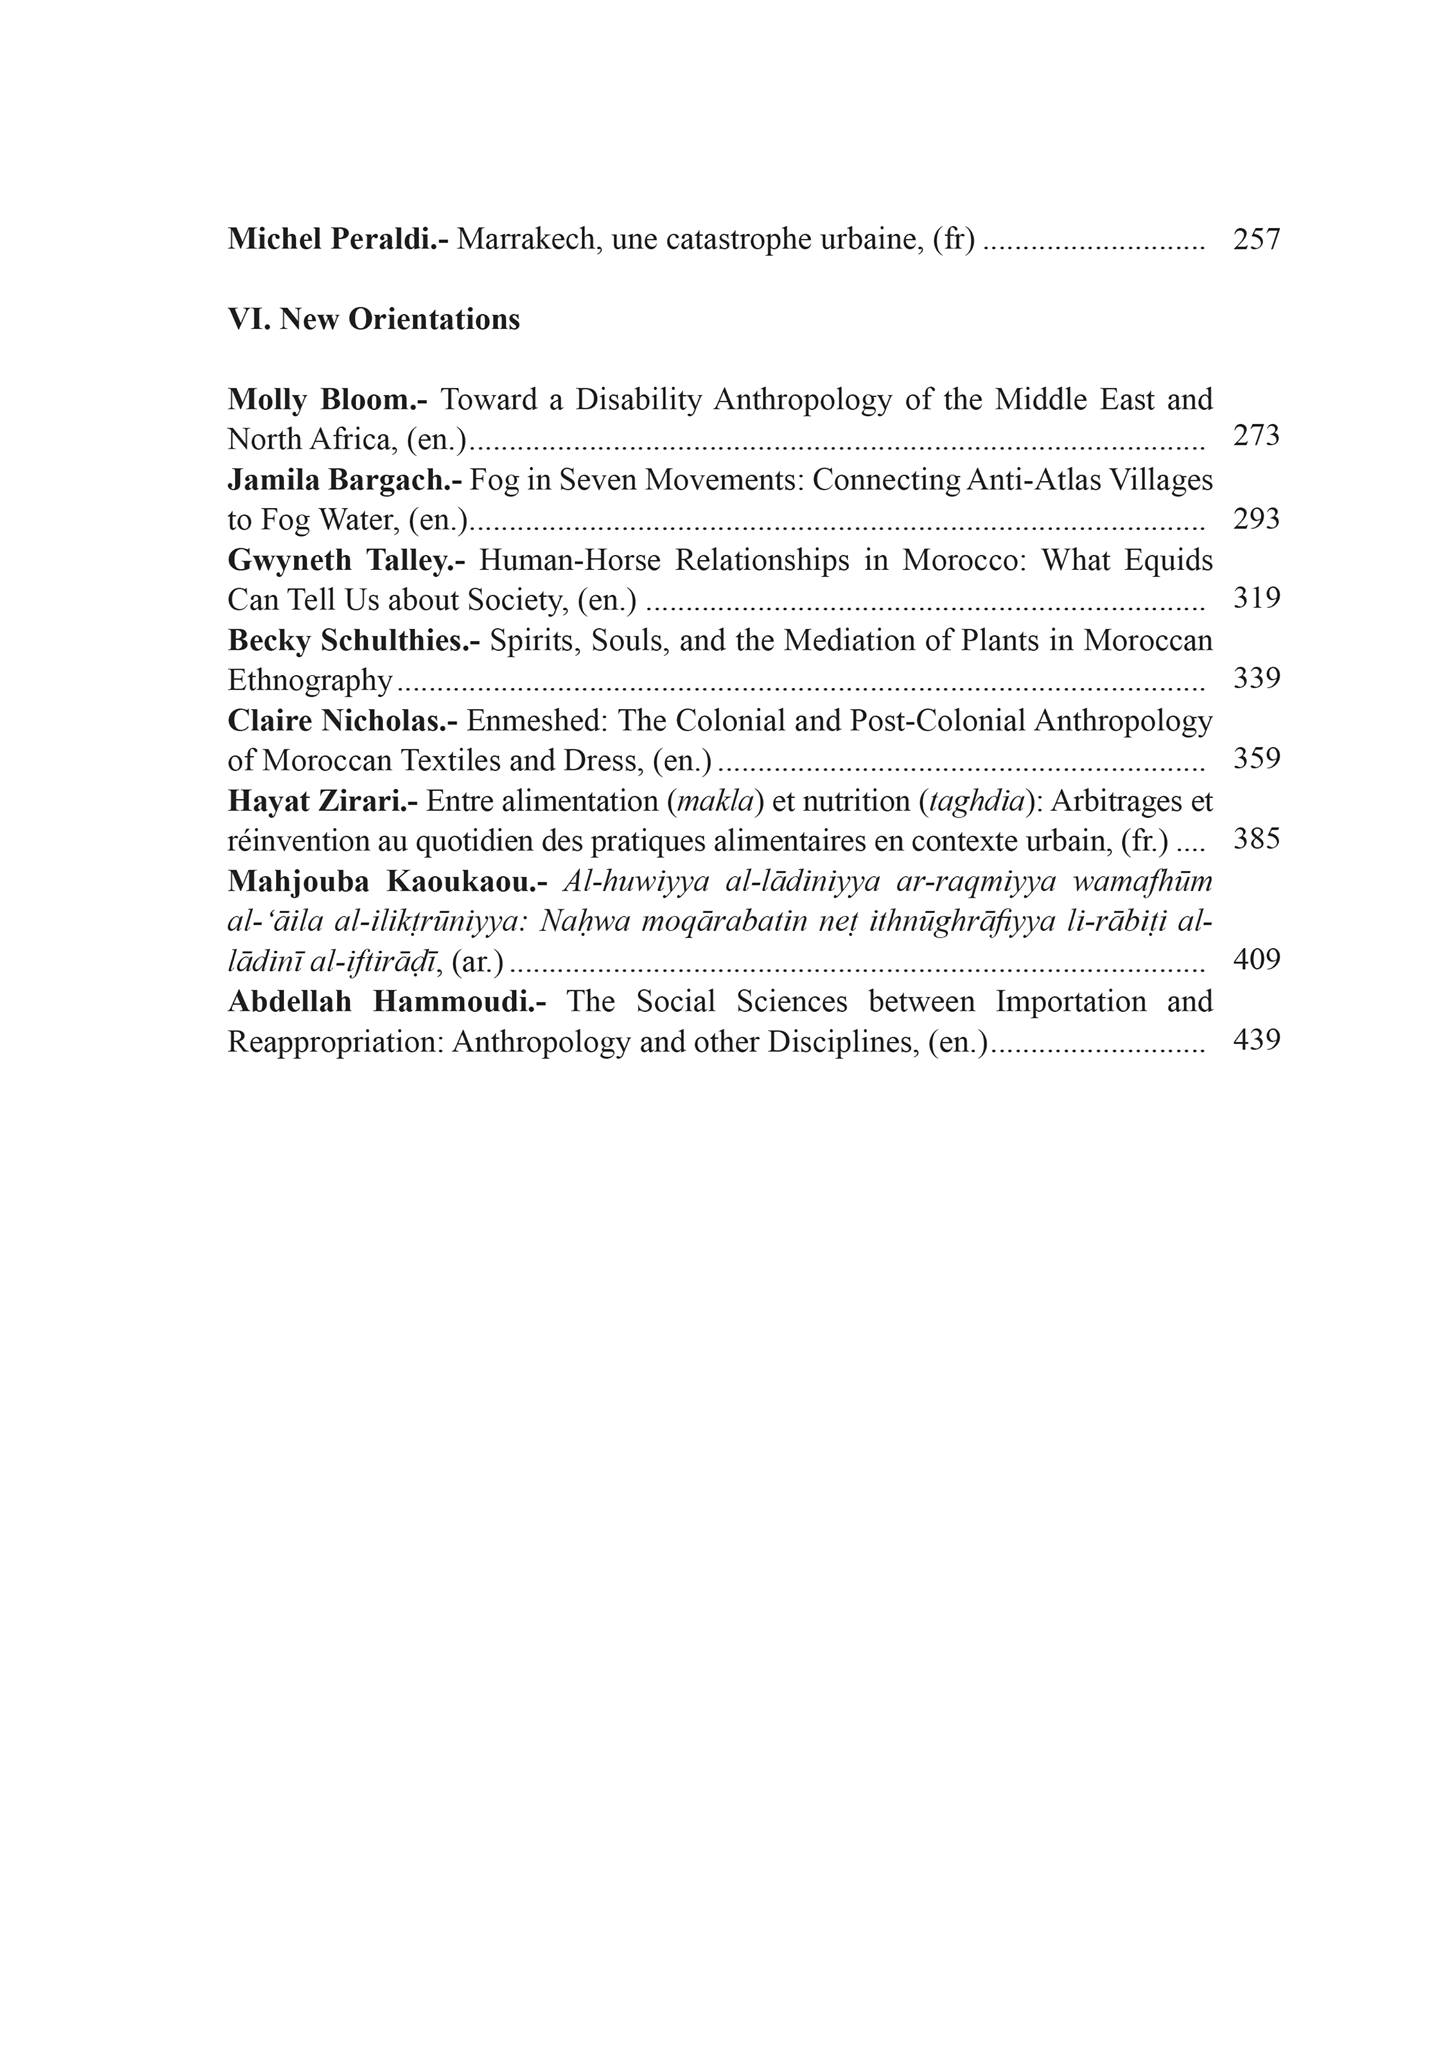 Michel Peraldi.- Marrakech, une catastrophe urbaine, (fr) ............................ 257
VI. New Orientations
Molly Bloom.- Toward a Disability Anthropology of the Middle East and
North Africa, (en.)............................................................................................ 273
Jamila Bargach.- Fog in Seven Movements: Connecting Anti-Atlas Villages
to Fog Water, (en.)............................................................................................ 293
Gwyneth Talley.- Human-Horse Relationships in Morocco: What Equids
Can Tell Us about Society, (en.) ...................................................................... 319
Becky Schulthies.- Spirits, Souls, and the Mediation of Plants in Moroccan
Ethnography..................................................................................................... 339
Claire Nicholas.- Enmeshed: The Colonial and Post-Colonial Anthropology
of Moroccan Textiles and Dress, (en.)............................................................. 359
Hayat Zirari.- Entre alimentation (makla) et nutrition (taghdia): Arbitrages et
réinvention au quotidien des pratiques alimentaires en contexte urbain, (fr.) .... 385
Mahjouba Kaoukaou.- Al-huwiyya al-lādiniyya ar-raqmiyya wamafhūm
al-‘āila al-ilikṭrūniyya: Naḥwa moqārabatin neṭ ithnūghrāfiyya li-rābiṭi al-
lādinī al-iftirāḍī, (ar.)....................................................................................... 409
Abdellah Hammoudi.- The Social Sciences between Importation and
Reappropriation: Anthropology and other Disciplines, (en.)........................... 439